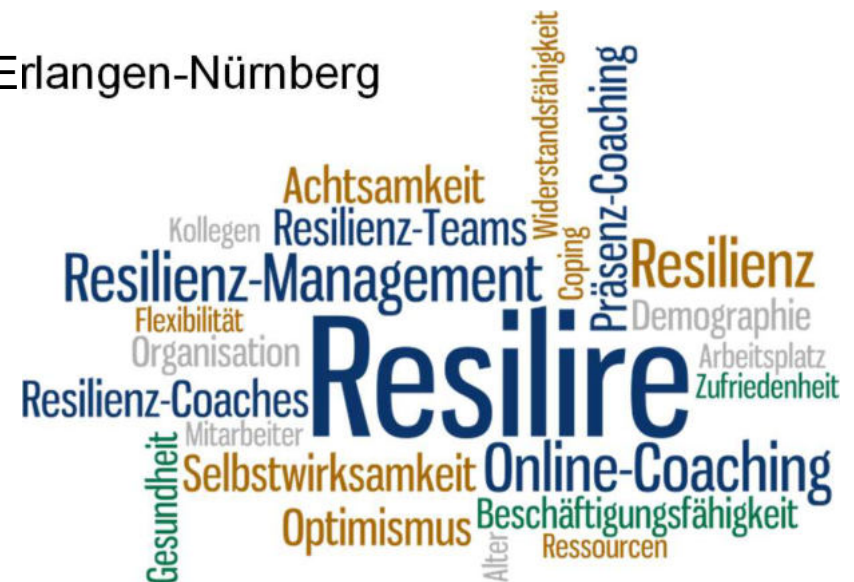 Erlangen-Nürnberg
Widerstandsfähigkeit
Präsenz-Coaching
Achtsamkeit
Kollegen Resilienz-Teams
Coping
Resilienz
Resilienz-Management
Flexibilität
Demographie
Organisation
Resilire
Arbeitsplatz
Zufriedenheit
Resilienz-Coaches
Mitarbeiter
Gesundheit
Selbstwirksamkeit Online-Coaching
Optimismus Beschäftigungsfähigkeit
Alter
Ressourcen